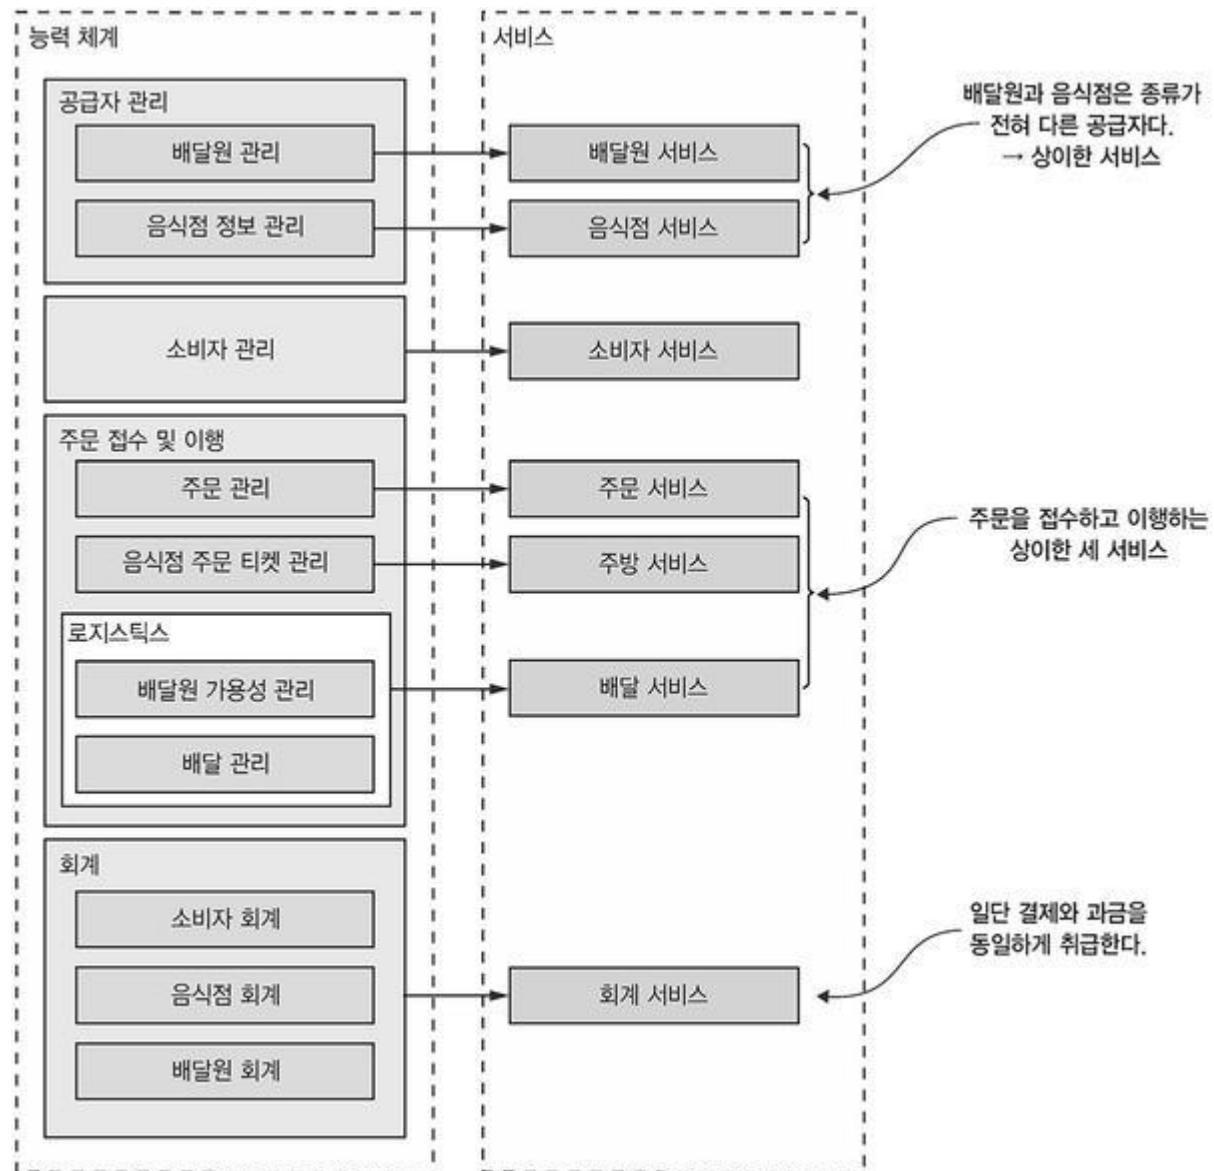 능력 체계
서비스
공급자 관리
배달원 관리
배달원 서비스
음식점 정보 관리
음식점 서비스
배달원과 음식점은 종류가
전혀 다른 공급자다.
→ 상이한 서비스
소비자 관리
소비자 서비스
주문 접수 및 이행
주문 관리
주문 서비스
음식점 주문 티켓 관리
주방 서비스
주문을 접수하고 이행하는
상이한 세 서비스
로지스틱스
배달원 가용성 관리
배달 서비스
배달 관리
회계
소비자 회계
음식점 회계
회계 서비스
배달원 회계
일단 결제와 과금을
동일하게 취급한다.